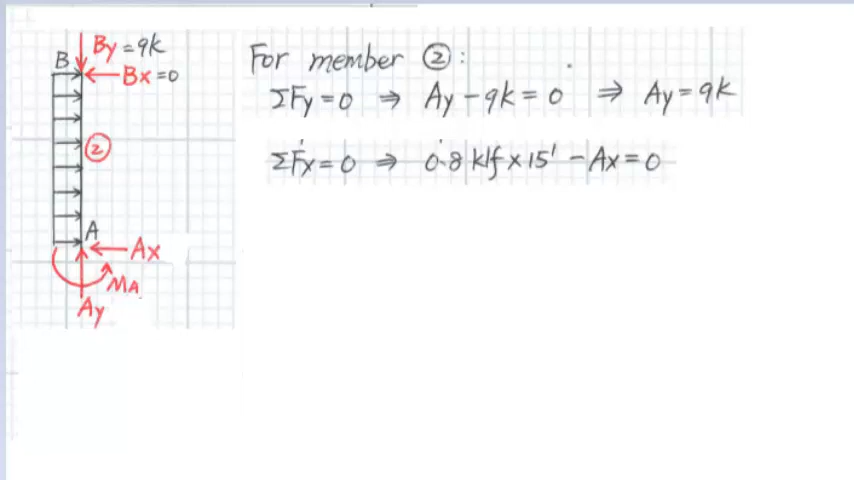 By = 9k
B
Bx = 0
②
A
Ax
MA
Ay
For member ②:
ΣFy = 0 ⇒ Ay - 9k = 0 ⇒ Ay = 9k
ΣFx = 0 ⇒ 0.8 klf × 15' - Ax = 0